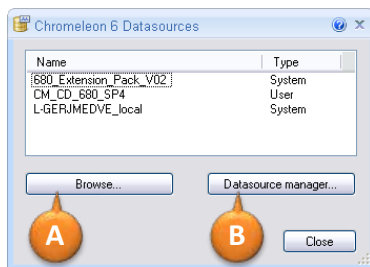 Chromeleon 6 Datasources
Name Type
680_Extension_Pack_V02 System
CM_CD_680_SP4 User
L-GERJMEDVE_local System
Browse... Datasource manager...
A B
Close